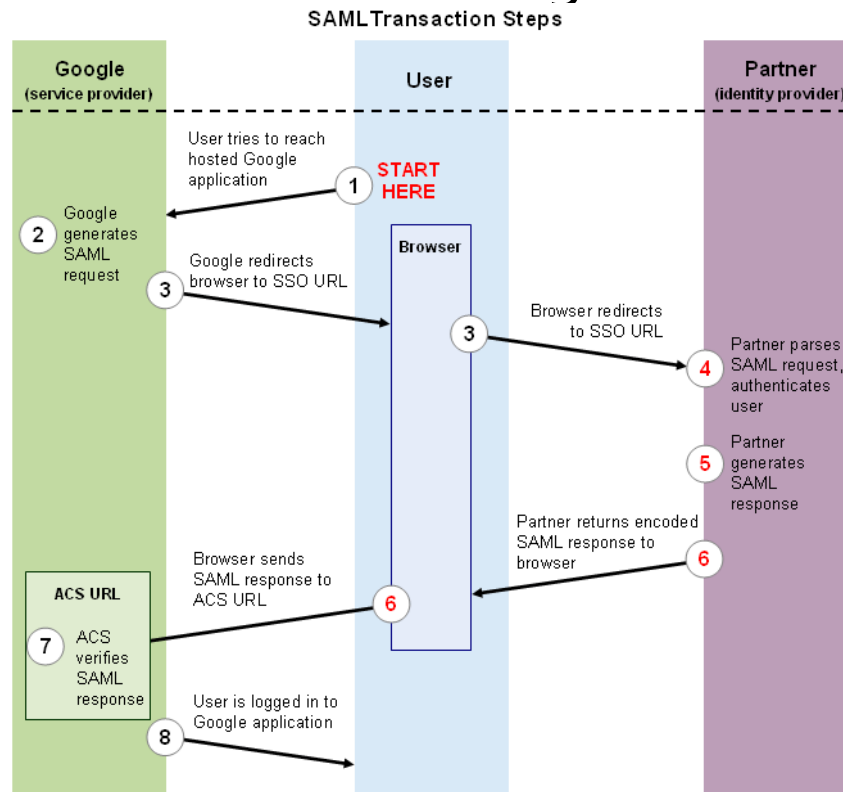 SAML Transaction Steps
Google
(service provider)
User
Partner
(identity provider)
User tries to reach
hosted Google
application
1
START
HERE
2
Google
generates
SAML
request
Browser
Google redirects
browser to SSO URL
3
3
Browser redirects
to SSO URL
4
Partner parses
SAML request,
authenticates
user
5
Partner
generates
SAML
response
Partner returns encoded
SAML response to
browser
6
Browser sends
SAML response to
ACS URL
6
ACS URL
7
ACS
verifies
SAML
response
User is logged in to
Google application
8